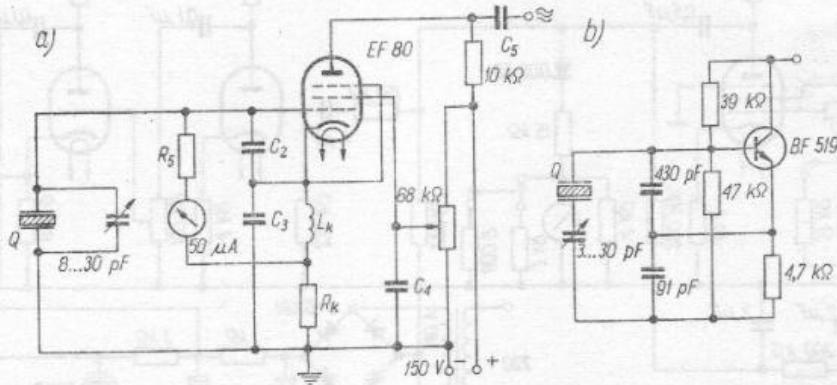 a)
EF 80
C5
10 kΩ
R5
C2
68 kΩ
Q
C3
Lk
50 μA
8...30 pF
Rk
C4
150 V - +
b)
39 kΩ
BF 519
Q
430 pF
47 kΩ
3...30 pF
91 pF
4,7 kΩ